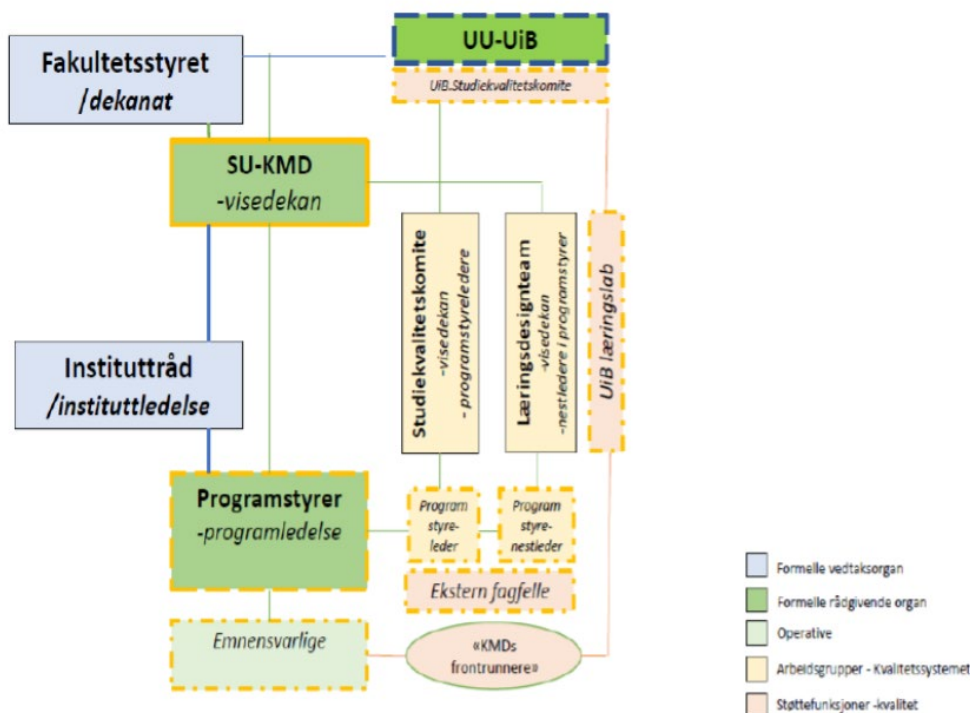 UU-UiB
UiB.Studiekvalitetskomite
Fakultetsstyret
/dekanat
SU-KMD
-visedekan
Studiekvalitetskomite
-visedekan
- programstyreledere
Læringsdesignteam
-visedekan
-nestledere i programstyrer
UiB læringslab
Instituttråd
/instituttledelse
Programstyrer
-programledelse
Program
styre-
leder
Program
styre-
nestleder
Ekstern fagfelle
Emnensvarlige
«KMDs
frontrunnere»
Formelle vedtaksorgan
Formelle rådgivende organ
Operative
Arbeidsgrupper - Kvalitetssystemet
Støttefunksjoner -kvalitet